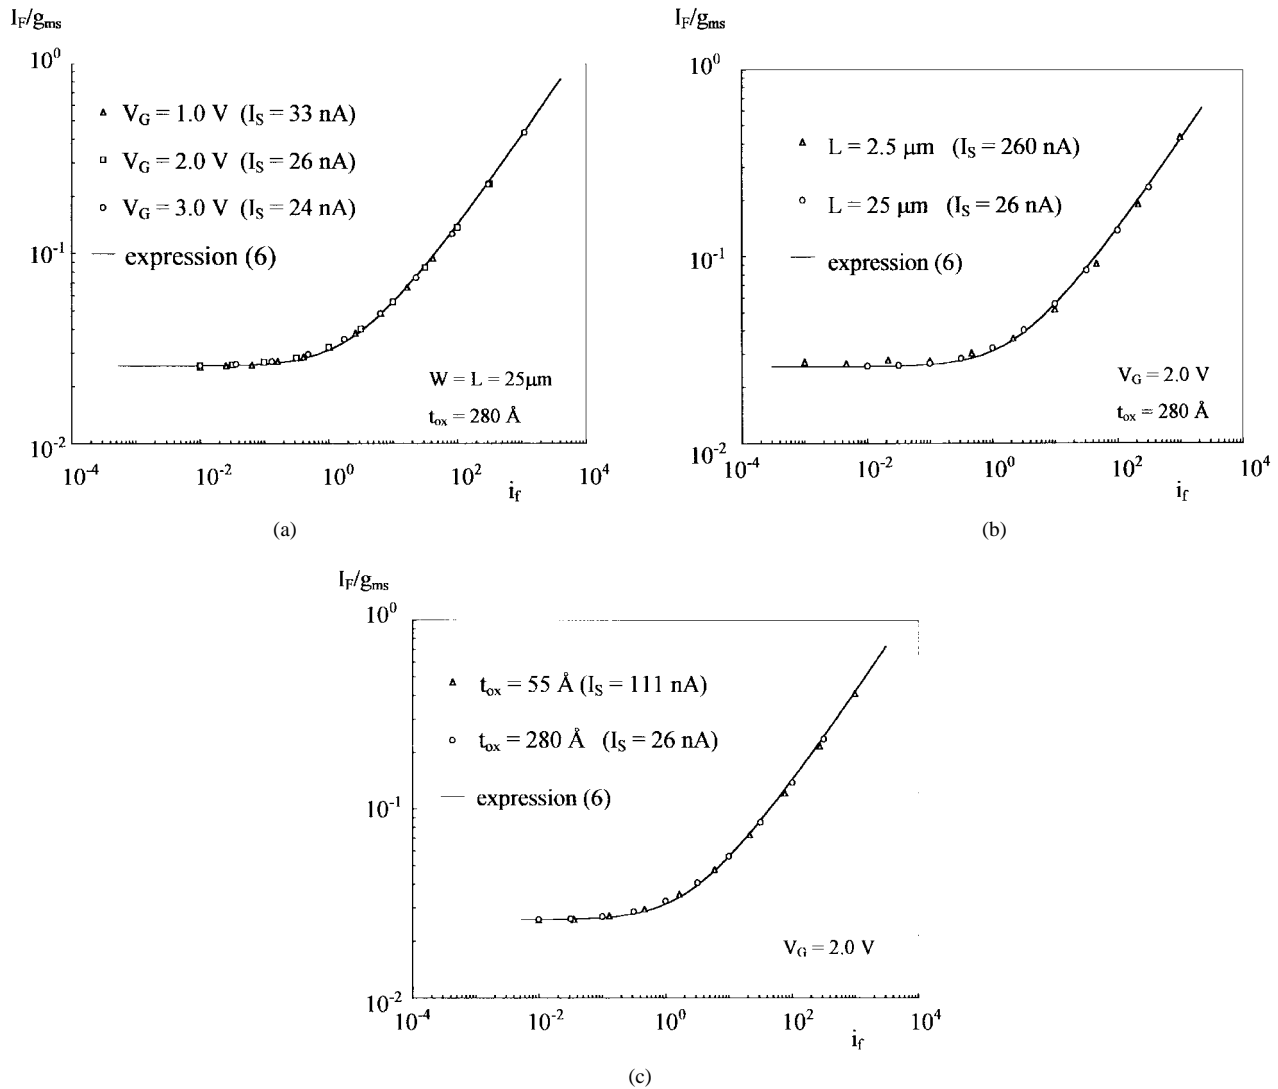 I_F/g_ms
10^0
△ V_G = 1.0 V (I_S = 33 nA)
□ V_G = 2.0 V (I_S = 26 nA)
○ V_G = 3.0 V (I_S = 24 nA)
— expression (6)
10^-1
W = L = 25μm
t_ox = 280 Å
10^-2
10^-4 10^-2 10^0 10^2 10^4
i_f
(a)
I_F/g_ms
10^0
△ L = 2.5 μm (I_S = 260 nA)
○ L = 25 μm (I_S = 26 nA)
— expression (6)
10^-1
V_G = 2.0 V
t_ox = 280 Å
10^-2
10^-4 10^-2 10^0 10^2 10^4
i_f
(b)
I_F/g_ms
10^0
△ t_ox = 55 Å (I_S = 111 nA)
○ t_ox = 280 Å (I_S = 26 nA)
— expression (6)
10^-1
V_G = 2.0 V
10^-2
10^-4 10^-2 10^0 10^2 10^4
i_f
(c)